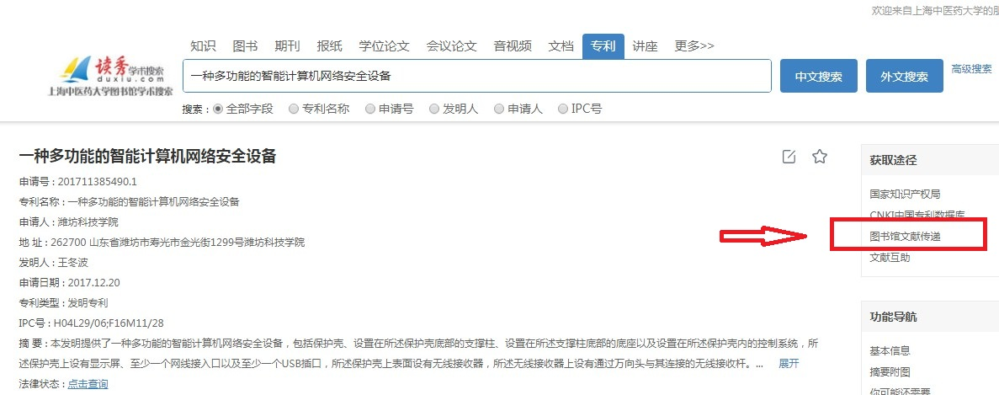 欢迎来自上海中医药大学的
知识 图书 期刊 报纸 学位论文 会议论文 音视频 文档 专利 讲座 更多>>
读秀学术搜索
duxiu.com
上海中医药大学图书馆学术搜索
一种多功能的智能计算机网络安全设备
中文搜索 外文搜索 高级搜索
搜索： 全部字段 专利名称 申请号 发明人 申请人 IPC号
一种多功能的智能计算机网络安全设备
申请号 : 201711385490.1
专利名称 : 一种多功能的智能计算机网络安全设备
申请人 : 潍坊科技学院
地 址 : 262700 山东省潍坊市寿光市金光街1299号潍坊科技学院
发明人 : 王冬波
申请日期 : 2017.12.20
专利类型 : 发明专利
IPC号 : H04L29/06;F16M11/28
摘 要 : 本发明提供了一种多功能的智能计算机网络安全设备，包括保护壳、设置在所述保护壳底部的支撑柱、设置在所述支撑柱底部的底座以及设置在所述保护壳内的控制系统，所
述保护壳上设有显示屏、至少一个网线接入口以及至少一个USB插口，所述保护壳上表面设有无线接收器，所述无线接收器上设有通过万向头与其连接的无线接收杆。... 展开
法律状态 : 点击查询
获取途径
国家知识产权局
CNKI中国专利数据库
图书馆文献传递
文献互助
功能导航
基本信息
摘要附图
你可能还需要